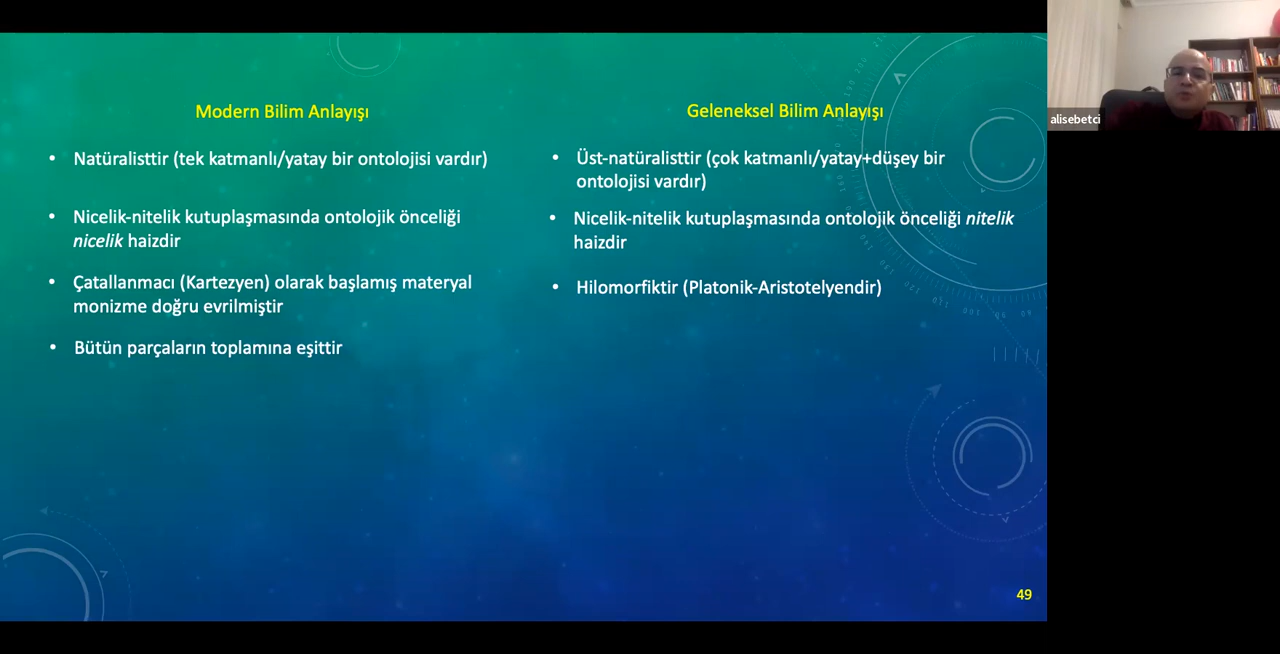 Modern Bilim Anlayışı
• Natüralisttir (tek katmanlı/yatay bir ontolojisi vardır)
• Nicelik-nitelik kutuplaşmasında ontolojik önceliği
nicelik haizdir
• Çatallanmacı (Kartezyen) olarak başlamış materyal
monizme doğru evrilmiştir
• Bütün parçaların toplamına eşittir
Geleneksel Bilim Anlayışı
• Üst-natüralisttir (çok katmanlı/yatay+düşey bir
ontolojisi vardır)
• Nicelik-nitelik kutuplaşmasında ontolojik önceliği nitelik
haizdir
• Hilomorfiktir (Platonik-Aristotelyendir)
49
alisebetci